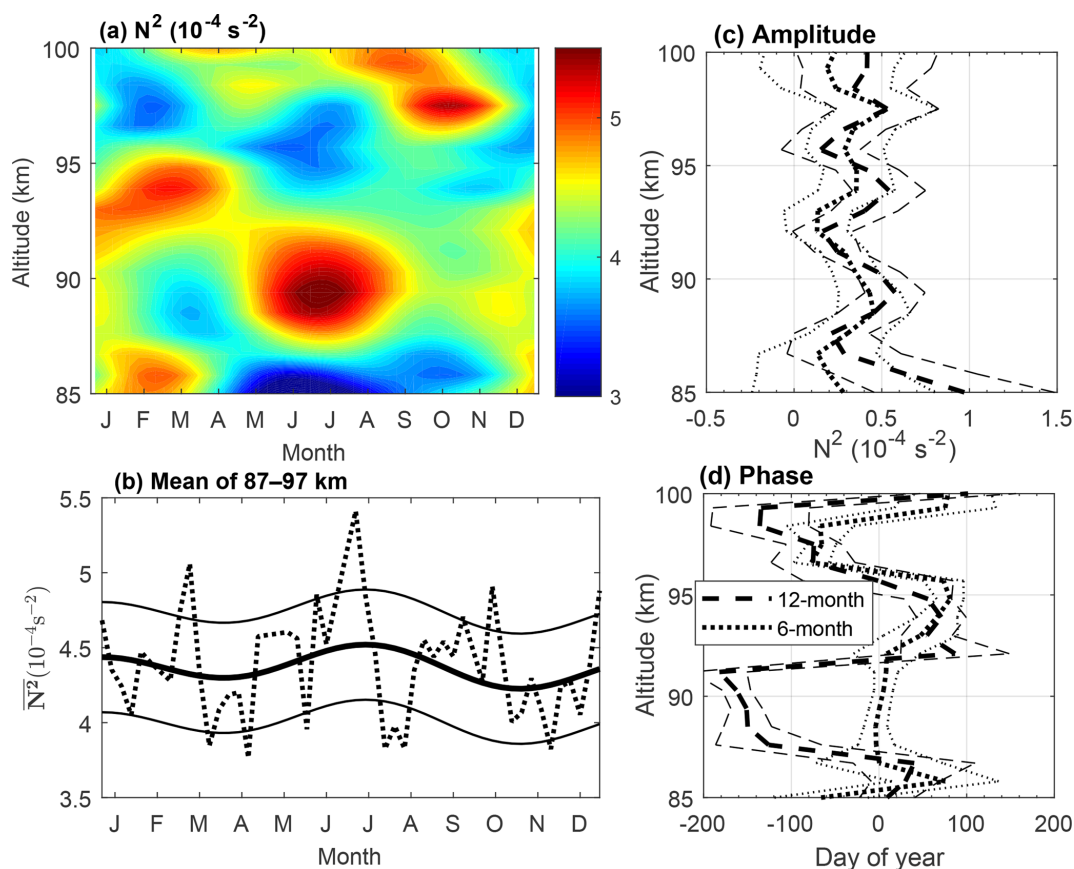 (a) N² (10⁻⁴ s⁻²)
100
95
90
85
Altitude (km)
J F M A M J J A S O N D
Month
5
4
3
(c) Amplitude
100
95
90
85
Altitude (km)
-0.5 0 0.5 1 1.5
N² (10⁻⁴ s⁻²)
(b) Mean of 87–97 km
5.5
5
4.5
4
3.5
N²(10⁻⁴s⁻²)
J F M A M J J A S O N D
Month
(d) Phase
100
95
90
85
Altitude (km)
12-month
6-month
-200 -100 0 100 200
Day of year